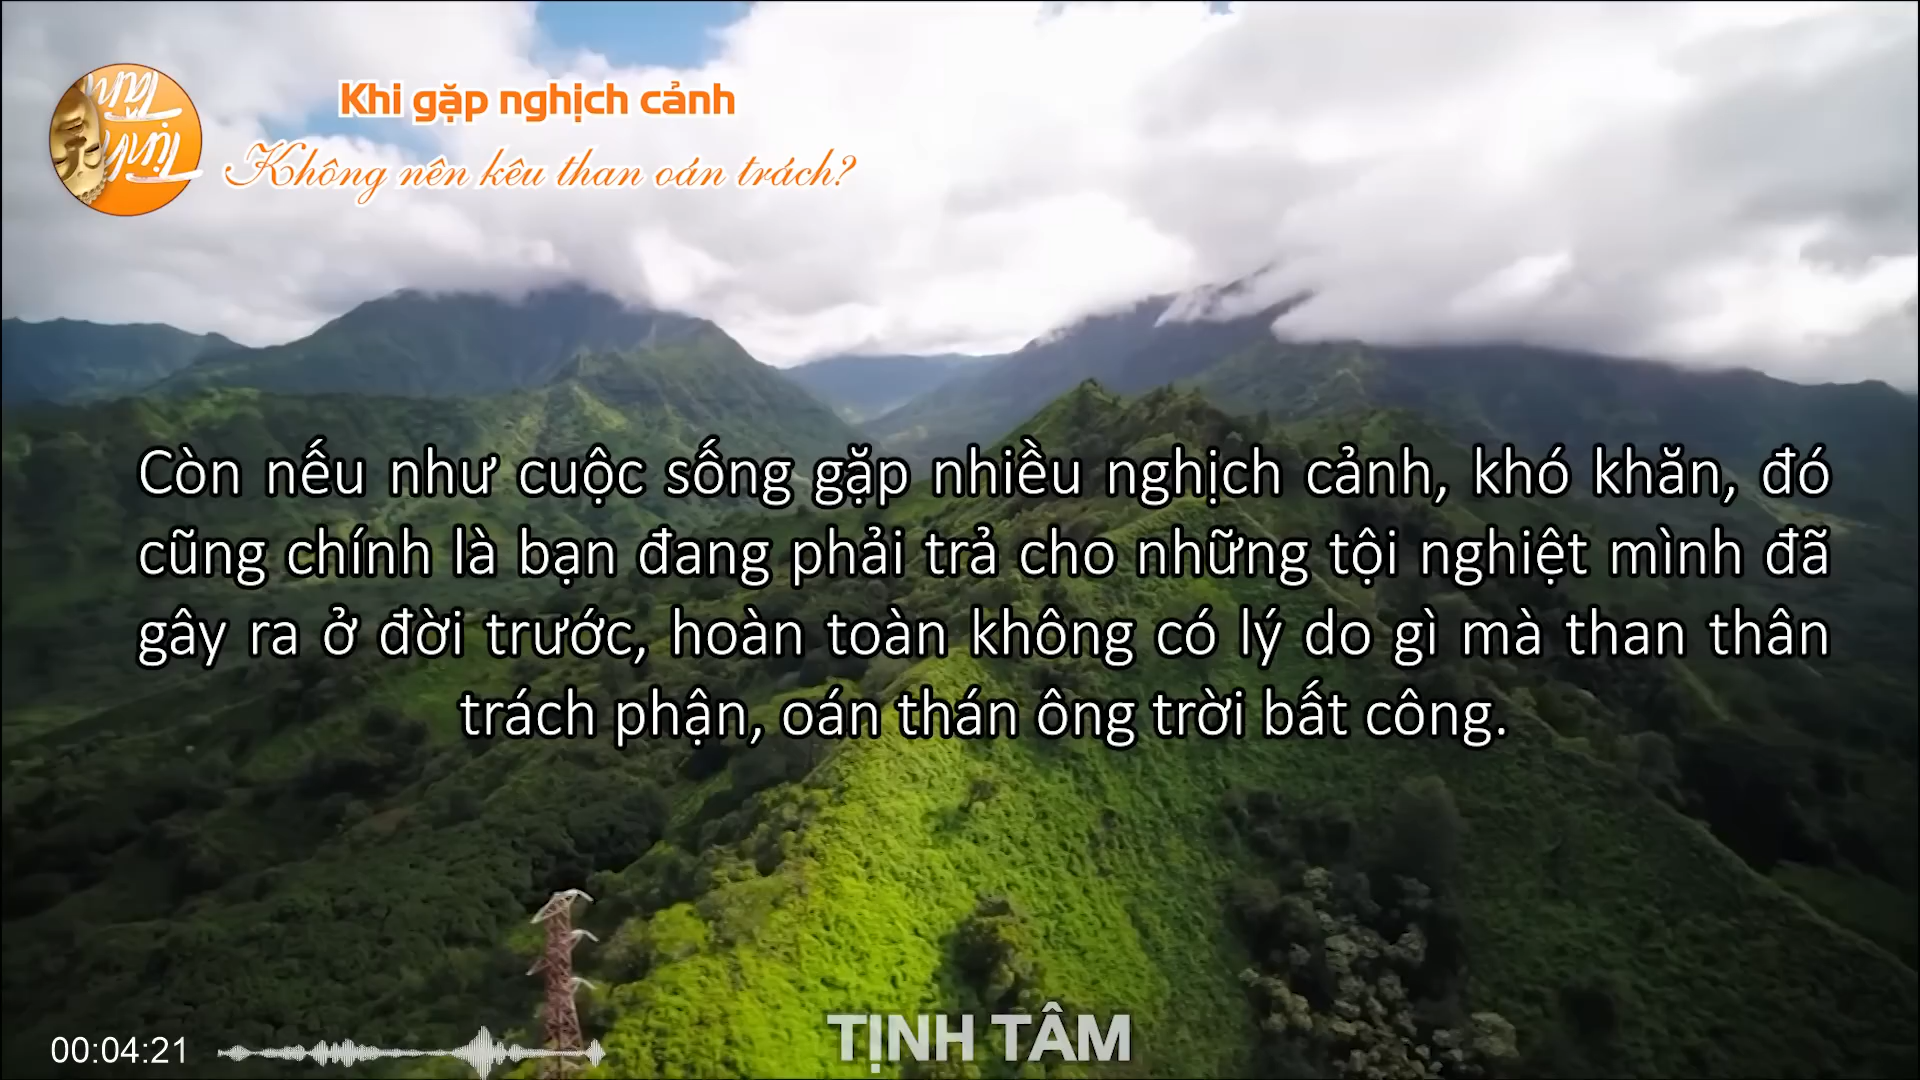 Tịnh
Tâm
Khi gặp nghịch cảnh
Không nên kêu than oán trách?
Còn nếu như cuộc sống gặp nhiều nghịch cảnh, khó khăn, đó
cũng chính là bạn đang phải trả cho những tội nghiệt mình đã
gây ra ở đời trước, hoàn toàn không có lý do gì mà than thân
trách phận, oán thán ông trời bất công.
00:04:21
TỊNH TÂM